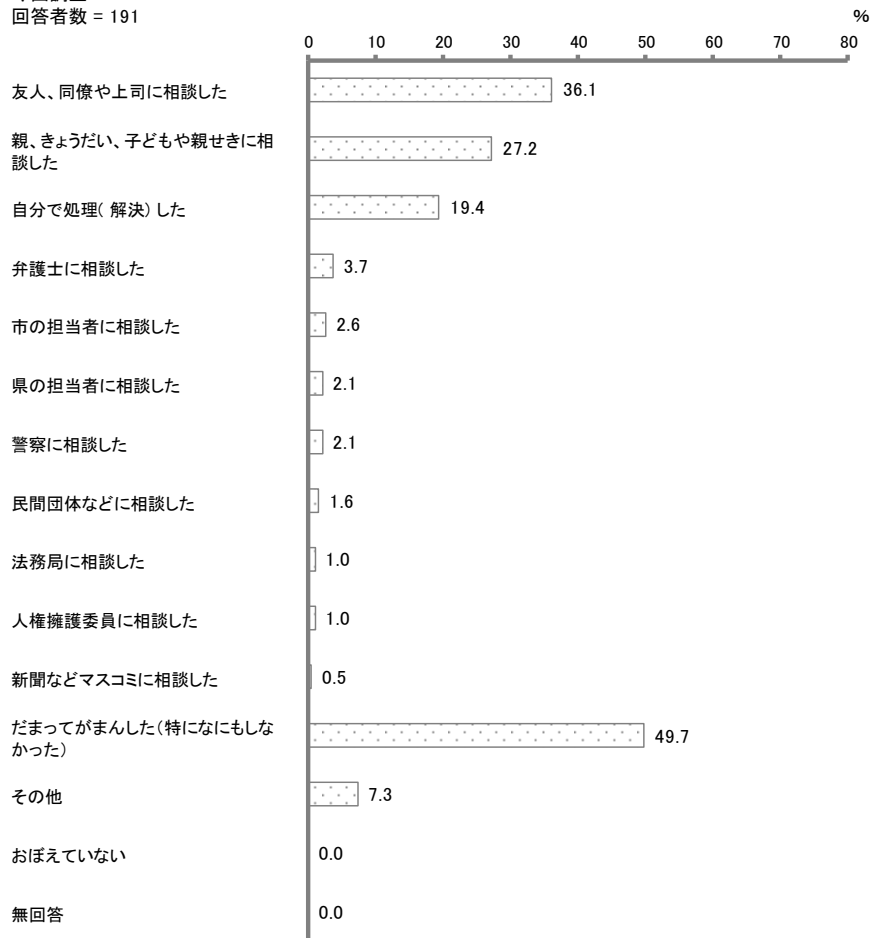 回答者数 = 191
%
0 10 20 30 40 50 60 70 80
友人、同僚や上司に相談した 36.1
親、きょうだい、子どもや親せきに相
談した 27.2
自分で処理(解決)した 19.4
弁護士に相談した 3.7
市の担当者に相談した 2.6
県の担当者に相談した 2.1
警察に相談した 2.1
民間団体などに相談した 1.6
法務局に相談した 1.0
人権擁護委員に相談した 1.0
新聞などマスコミに相談した 0.5
だまってがまんした(特になにもしな
かった) 49.7
その他 7.3
おぼえていない 0.0
無回答 0.0